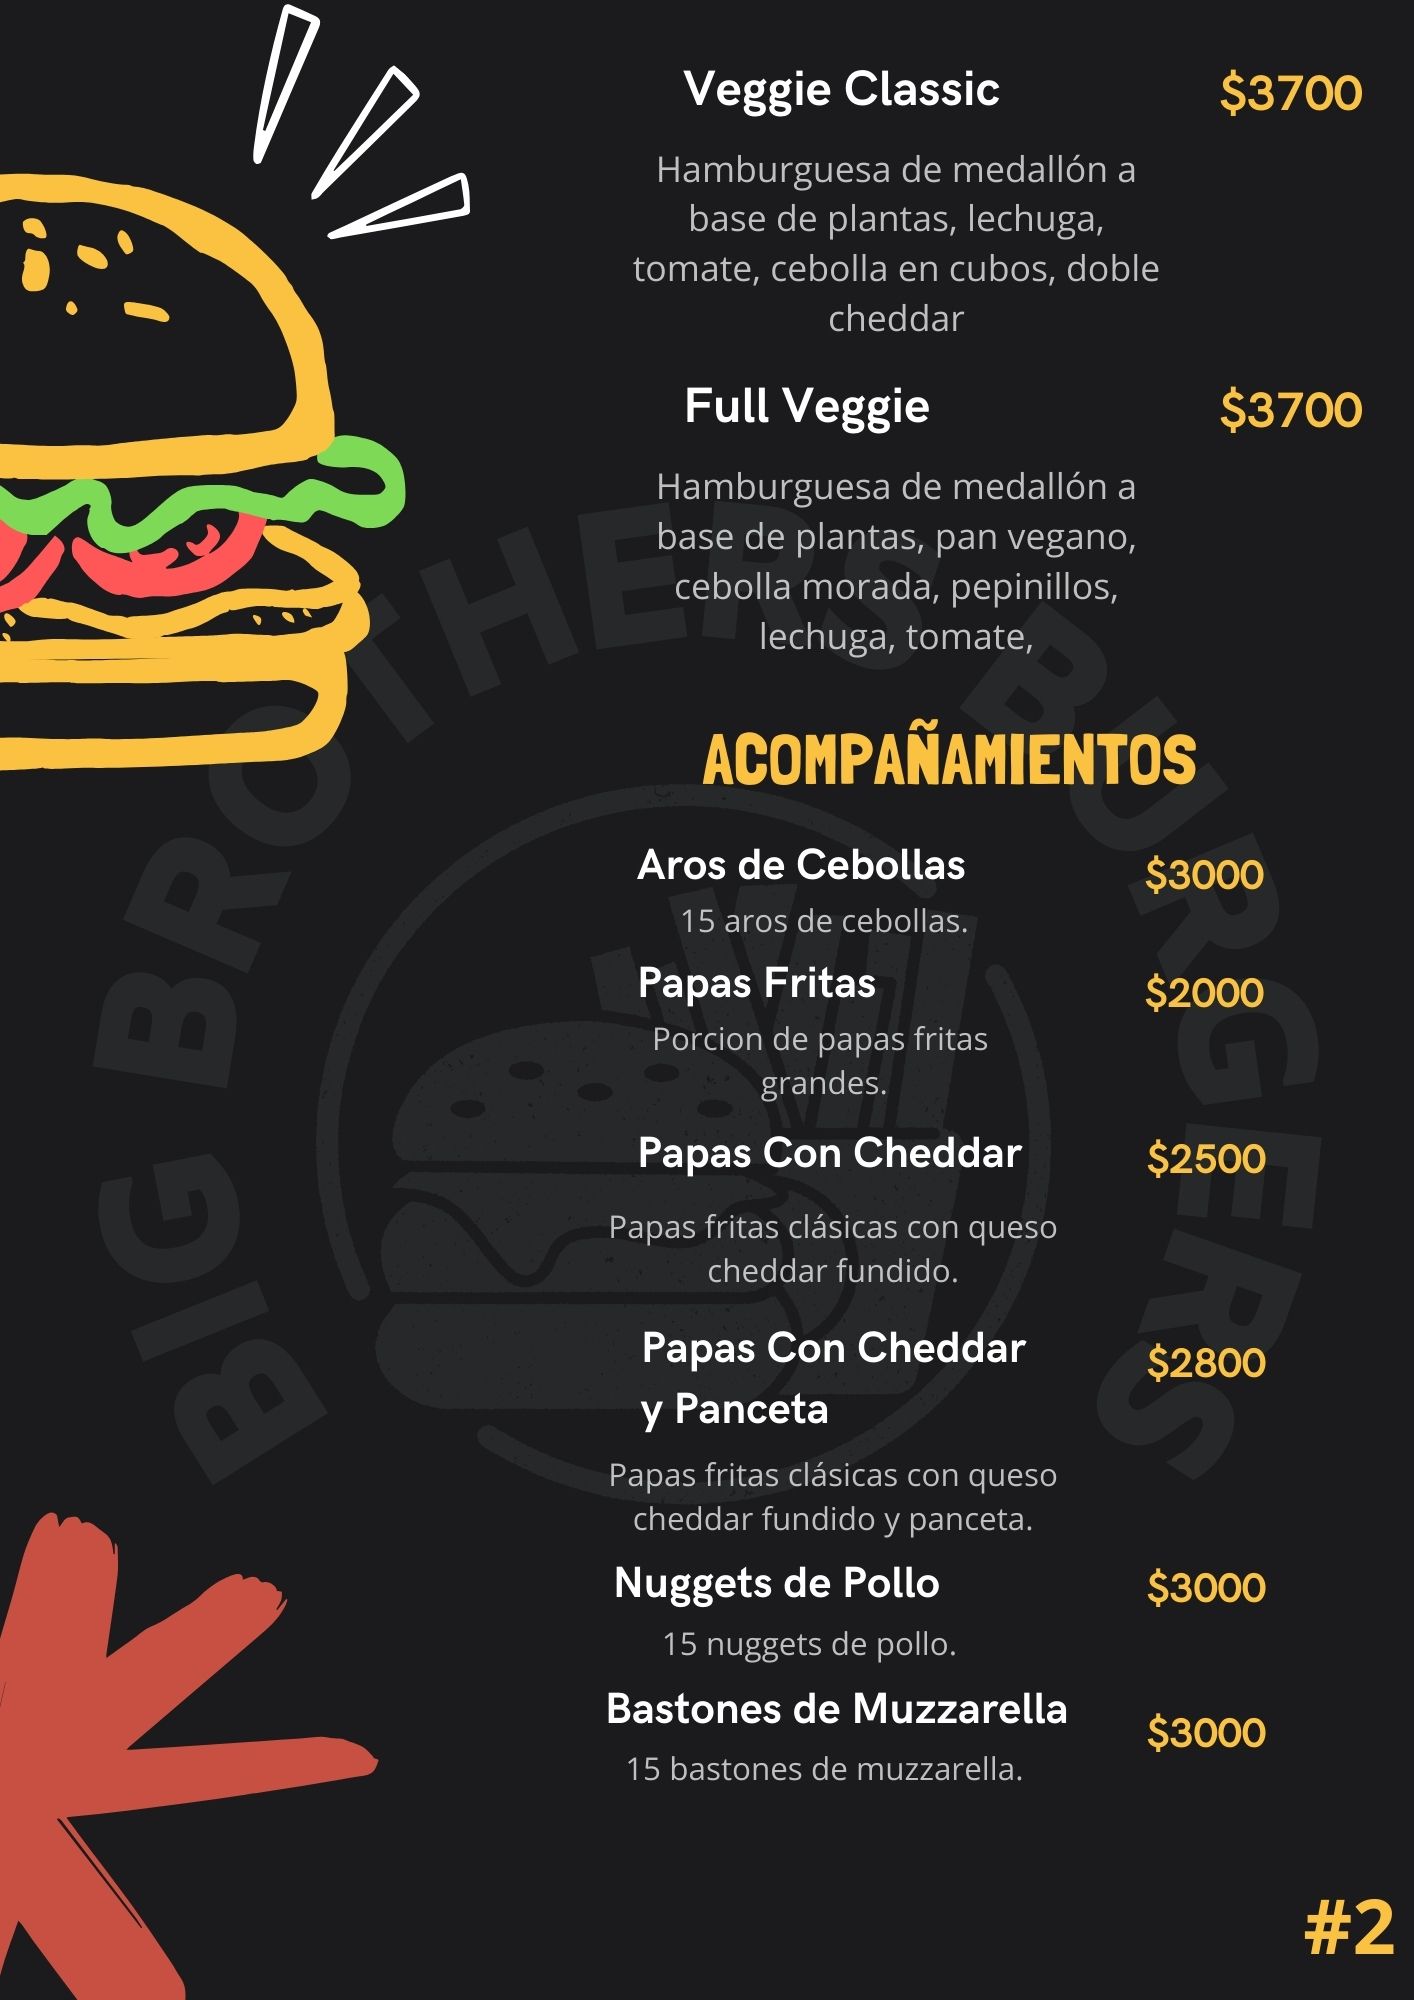 Veggie Classic $3700
Hamburguesa de medallón a
base de plantas, lechuga,
tomate, cebolla en cubos, doble
cheddar
Full Veggie $3700
Hamburguesa de medallón a
base de plantas, pan vegano,
cebolla morada, pepinillos,
lechuga, tomate,
ACOMPAÑAMIENTOS
Aros de Cebollas $3000
15 aros de cebollas.
Papas Fritas $2000
Porcion de papas fritas
grandes.
Papas Con Cheddar $2500
Papas fritas clásicas con queso
cheddar fundido.
Papas Con Cheddar $2800
y Panceta
Papas fritas clásicas con queso
cheddar fundido y panceta.
Nuggets de Pollo $3000
15 nuggets de pollo.
Bastones de Muzzarella $3000
15 bastones de muzzarella.
BIG BROTHERS BURGERS
#2